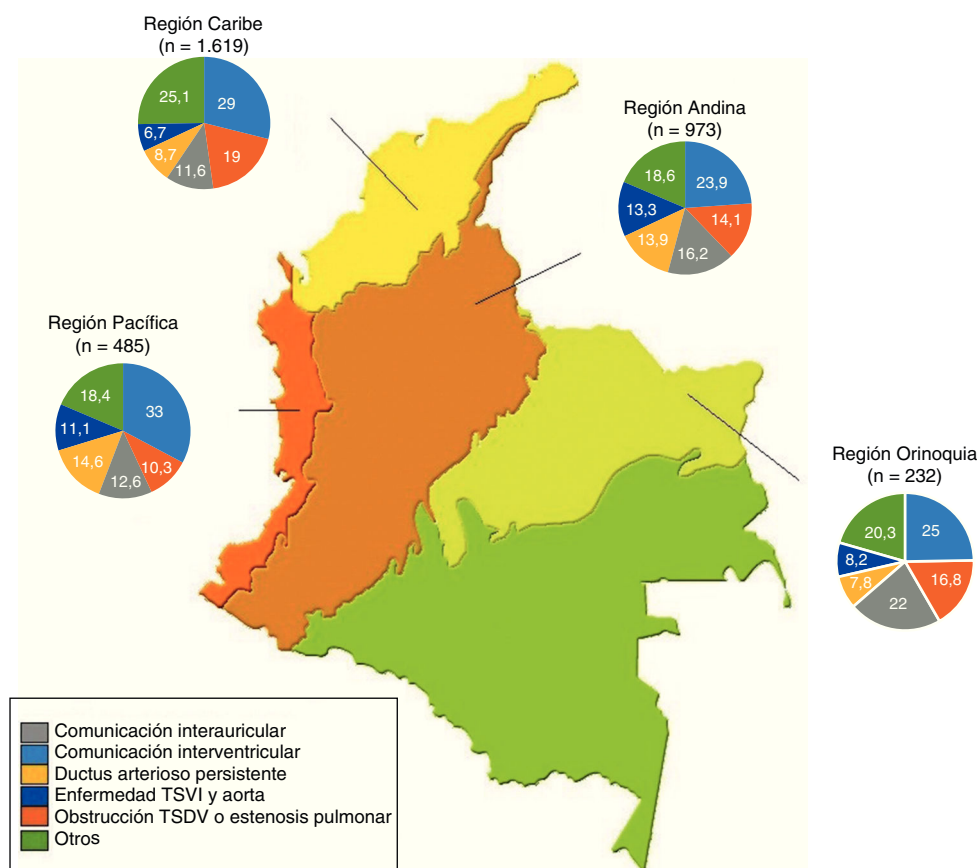 Región Caribe
(n = 1.619)
25,1
29
6,7
8,7
19
11,6
Región Andina
(n = 973)
18,6
23,9
13,3
14,1
13,9
16,2
Región Pacífica
(n = 485)
18,4
33
11,1
14,6
10,3
12,6
Región Orinoquia
(n = 232)
20,3
25
8,2
7,8
16,8
22
Comunicación interauricular
Comunicación interventricular
Ductus arterioso persistente
Enfermedad TSVI y aorta
Obstrucción TSDV o estenosis pulmonar
Otros